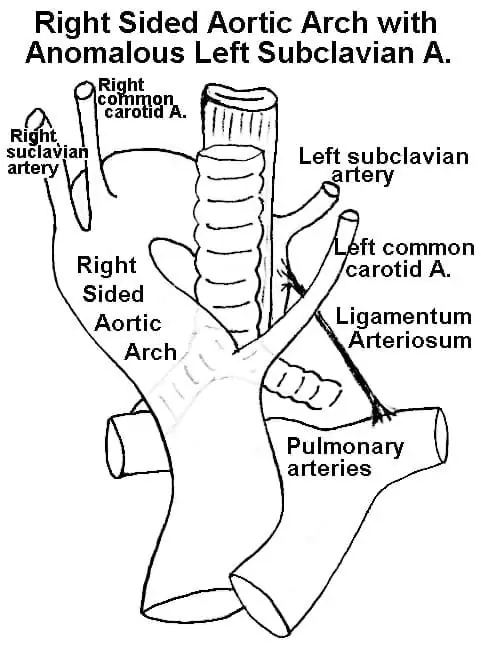 Right Sided Aortic Arch with
Anomalous Left Subclavian A.
Right
common
carotid A.
Right
suclavian
artery
Left subclavian
artery
Left common
carotid A.
Right
Sided
Aortic
Arch
Ligamentum
Arteriosum
Pulmonary
arteries